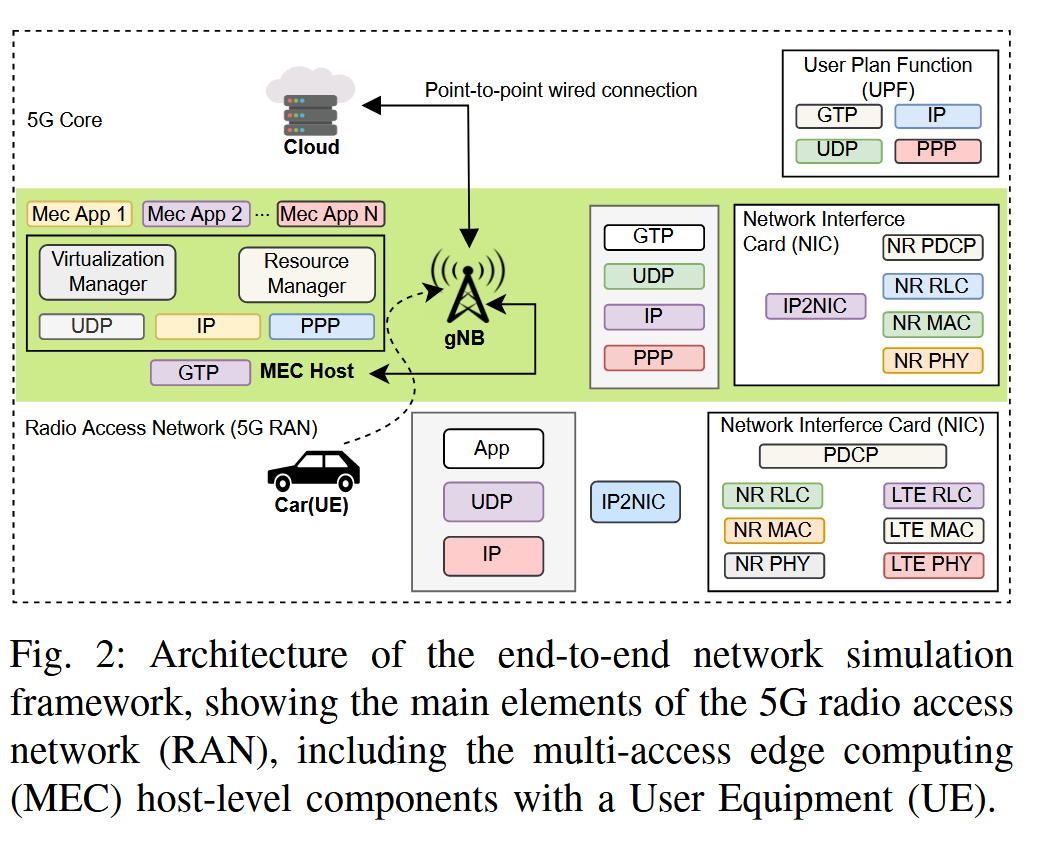 5G Core
Cloud
Point-to-point wired connection
User Plan Function
(UPF)
GTP
IP
UDP
PPP
Mec App 1
Mec App 2
...
Mec App N
Virtualization
Manager
Resource
Manager
UDP
IP
PPP
GTP
MEC Host
gNB
GTP
UDP
IP
PPP
Network Interferce
Card (NIC)
IP2NIC
NR PDCP
NR RLC
NR MAC
NR PHY
Radio Access Network (5G RAN)
Car(UE)
App
UDP
IP
IP2NIC
Network Interferce Card (NIC)
PDCP
NR RLC
LTE RLC
NR MAC
LTE MAC
NR PHY
LTE PHY
Fig. 2: Architecture of the end-to-end network simulation
framework, showing the main elements of the 5G radio access
network (RAN), including the multi-access edge computing
(MEC) host-level components with a User Equipment (UE).